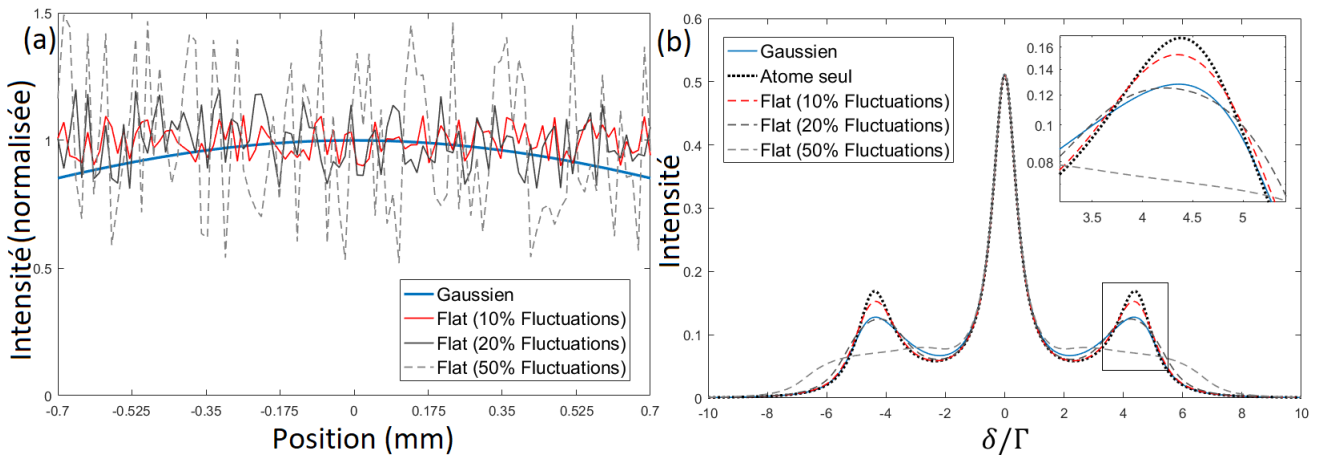 (a)
1.5
1
0.5
0
Intensité (normalisée)
Gaussien
Flat (10% Fluctuations)
Flat (20% Fluctuations)
Flat (50% Fluctuations)
-0.7 -0.525 -0.35 -0.175 0 0.175 0.35 0.525 0.7
Position (mm)
(b)
0.6
0.5
0.4
0.3
0.2
0.1
0
Intensité
Gaussien
Atome seul
Flat (10% Fluctuations)
Flat (20% Fluctuations)
Flat (50% Fluctuations)
0.16
0.14
0.12
0.1
0.08
3.5 4 4.5 5
-10 -8 -6 -4 -2 0 2 4 6 8 10
δ/Γ